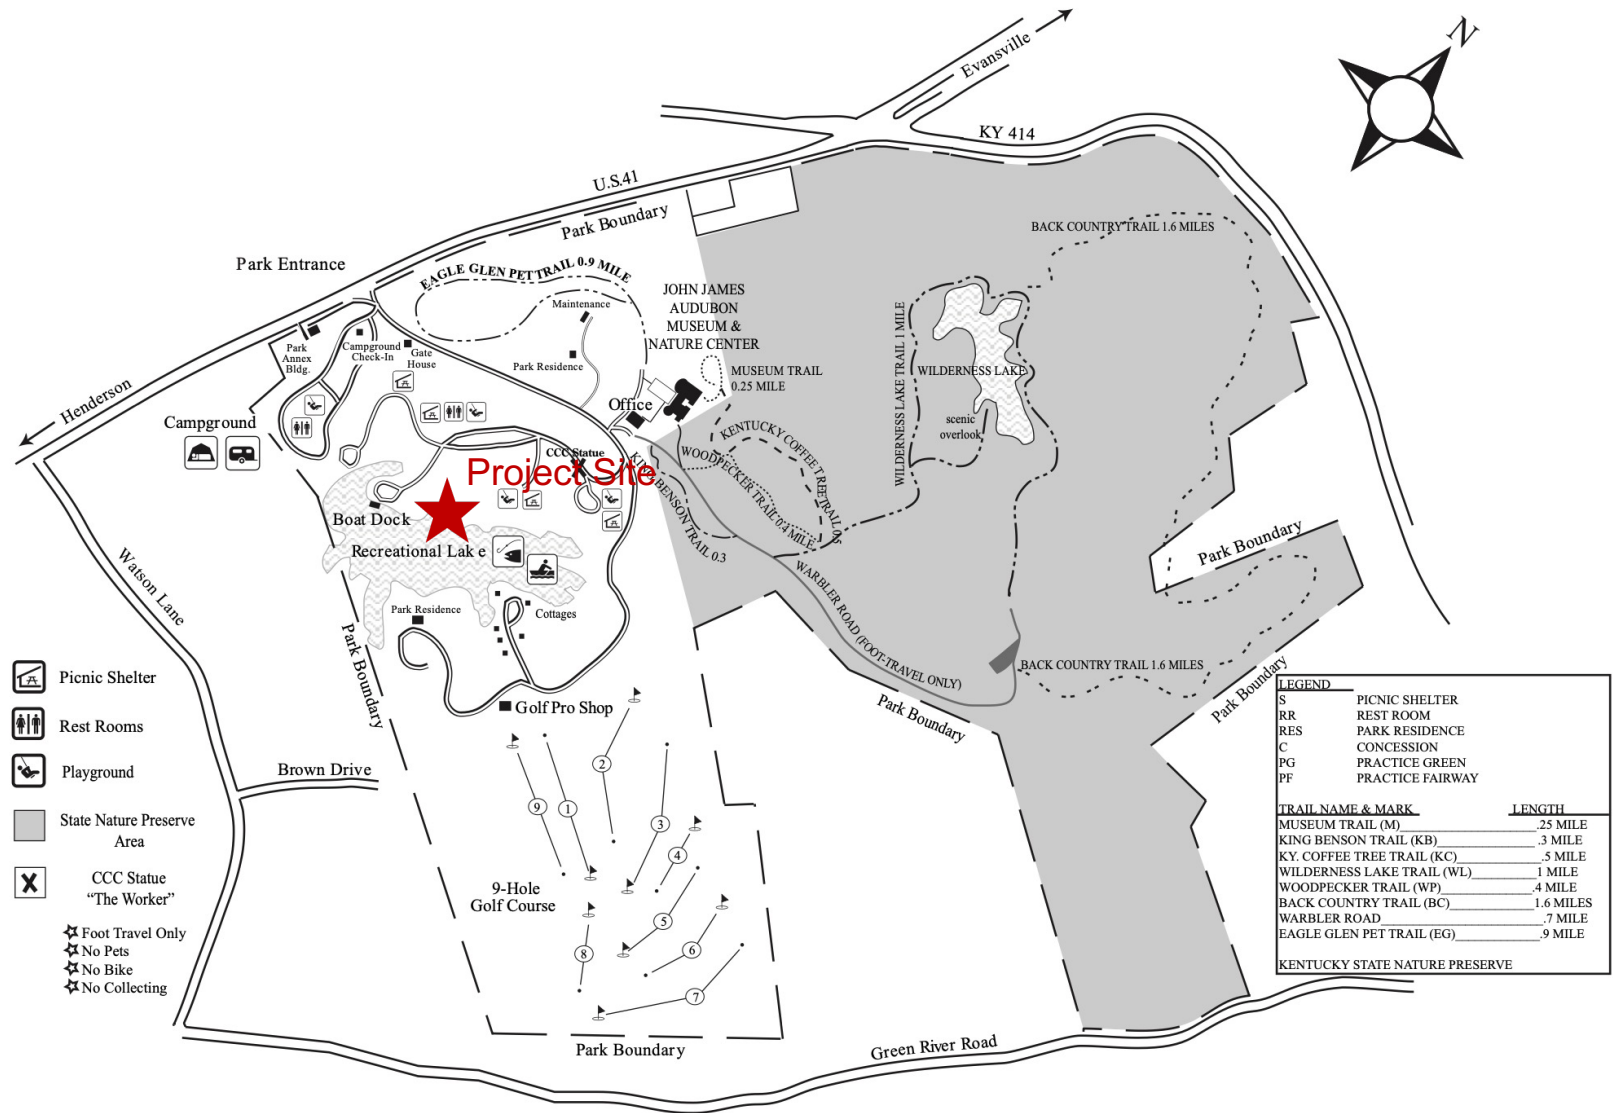 N
Evansville
KY 414
U.S.41
Park Boundary
BACK COUNTRY TRAIL 1.6 MILES
Park Entrance
EAGLE GLEN PET TRAIL 0.9 MILE
Maintenance
JOHN JAMES
AUDUBON
MUSEUM &
NATURE CENTER
Park
Annex
Bldg.
Campground
Check-In
Gate
House
Park Residence
MUSEUM TRAIL
0.25 MILE
WILDERNESS LAKE TRAIL 1 MILE
WILDERNESS LAKE
scenic
overlook
Henderson
Campground
Office
KENTUCKY COFFEE TREE TRAIL 0.5
WOODPECKER TRAIL 0.4 MILE
CCC Statue
Project Site
KING BENSON TRAIL 0.3
Boat Dock
Recreational Lake
Park Boundary
Watson Lane
WARBLER ROAD (FOOT-TRAVEL ONLY)
Park Residence
Cottages
Park Boundary
BACK COUNTRY TRAIL 1.6 MILES
Park Boundary
Park Boundary
Golf Pro Shop
Picnic Shelter
Rest Rooms
Playground
State Nature Preserve
Area
CCC Statue
“The Worker”
Foot Travel Only
No Pets
No Bike
No Collecting
Brown Drive
2
9
1
3
4
5
6
8
7
9-Hole
Golf Course
Park Boundary
Green River Road
LEGEND
S PICNIC SHELTER
RR REST ROOM
RES PARK RESIDENCE
C CONCESSION
PG PRACTICE GREEN
PF PRACTICE FAIRWAY
TRAIL NAME & MARK LENGTH
MUSEUM TRAIL (M) .25 MILE
KING BENSON TRAIL (KB) .3 MILE
KY. COFFEE TREE TRAIL (KC) .5 MILE
WILDERNESS LAKE TRAIL (WL) 1 MILE
WOODPECKER TRAIL (WP) .4 MILE
BACK COUNTRY TRAIL (BC) 1.6 MILES
WARBLER ROAD .7 MILE
EAGLE GLEN PET TRAIL (EG) .9 MILE
KENTUCKY STATE NATURE PRESERVE